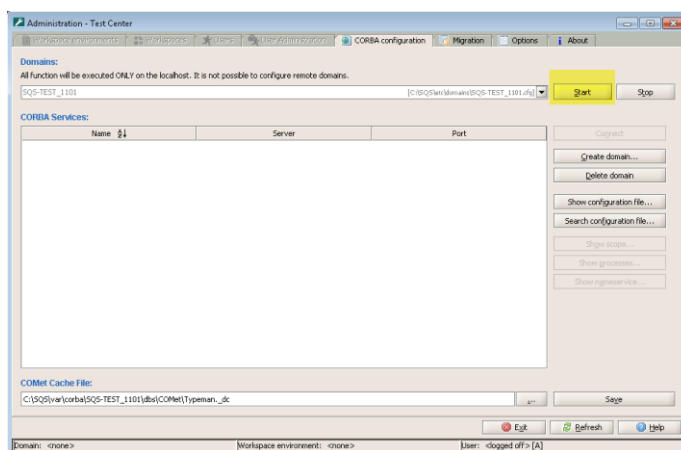 Administration - Test Center
Workspace environments Workspaces Users User Administration CORBA configuration Migration Options About
Domains:
All function will be executed ONLY on the localhost. It is not possible to configure remote domains.
SQS-TEST_1101 [C:\SQS\etc\domains\SQS-TEST_1101.cfg] Start Stop
CORBA Services:
Name Server Port Connect
Create domain...
Delete domain
Show configuration file...
Search configuration file...
Show scope...
Show processes...
Show nameservice...
COMet Cache File:
C:\SQS\var\corba\SQS-TEST_1101\dbs\COMet\Typeman._dc ... Save
Exit Refresh Help
Domain: <none> Workspace environment: <none> User: <logged off> [A]